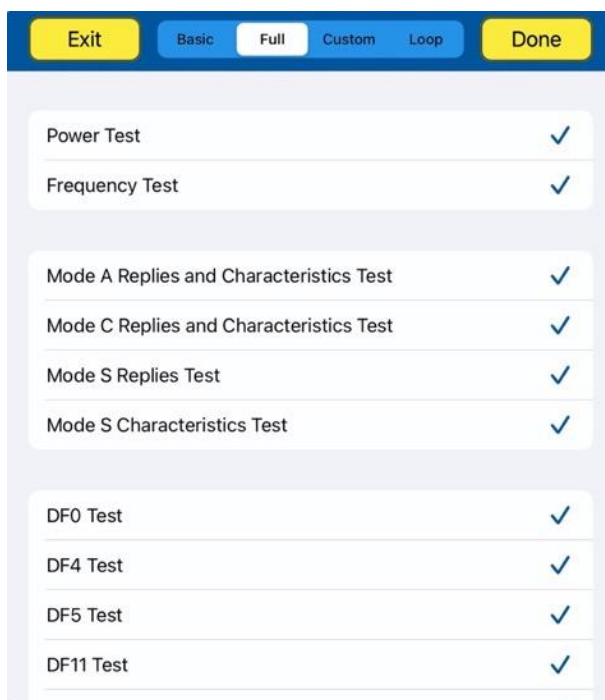 Exit Basic Full Custom Loop Done
Power Test
Frequency Test
Mode A Replies and Characteristics Test
Mode C Replies and Characteristics Test
Mode S Replies Test
Mode S Characteristics Test
DF0 Test
DF4 Test
DF5 Test
DF11 Test